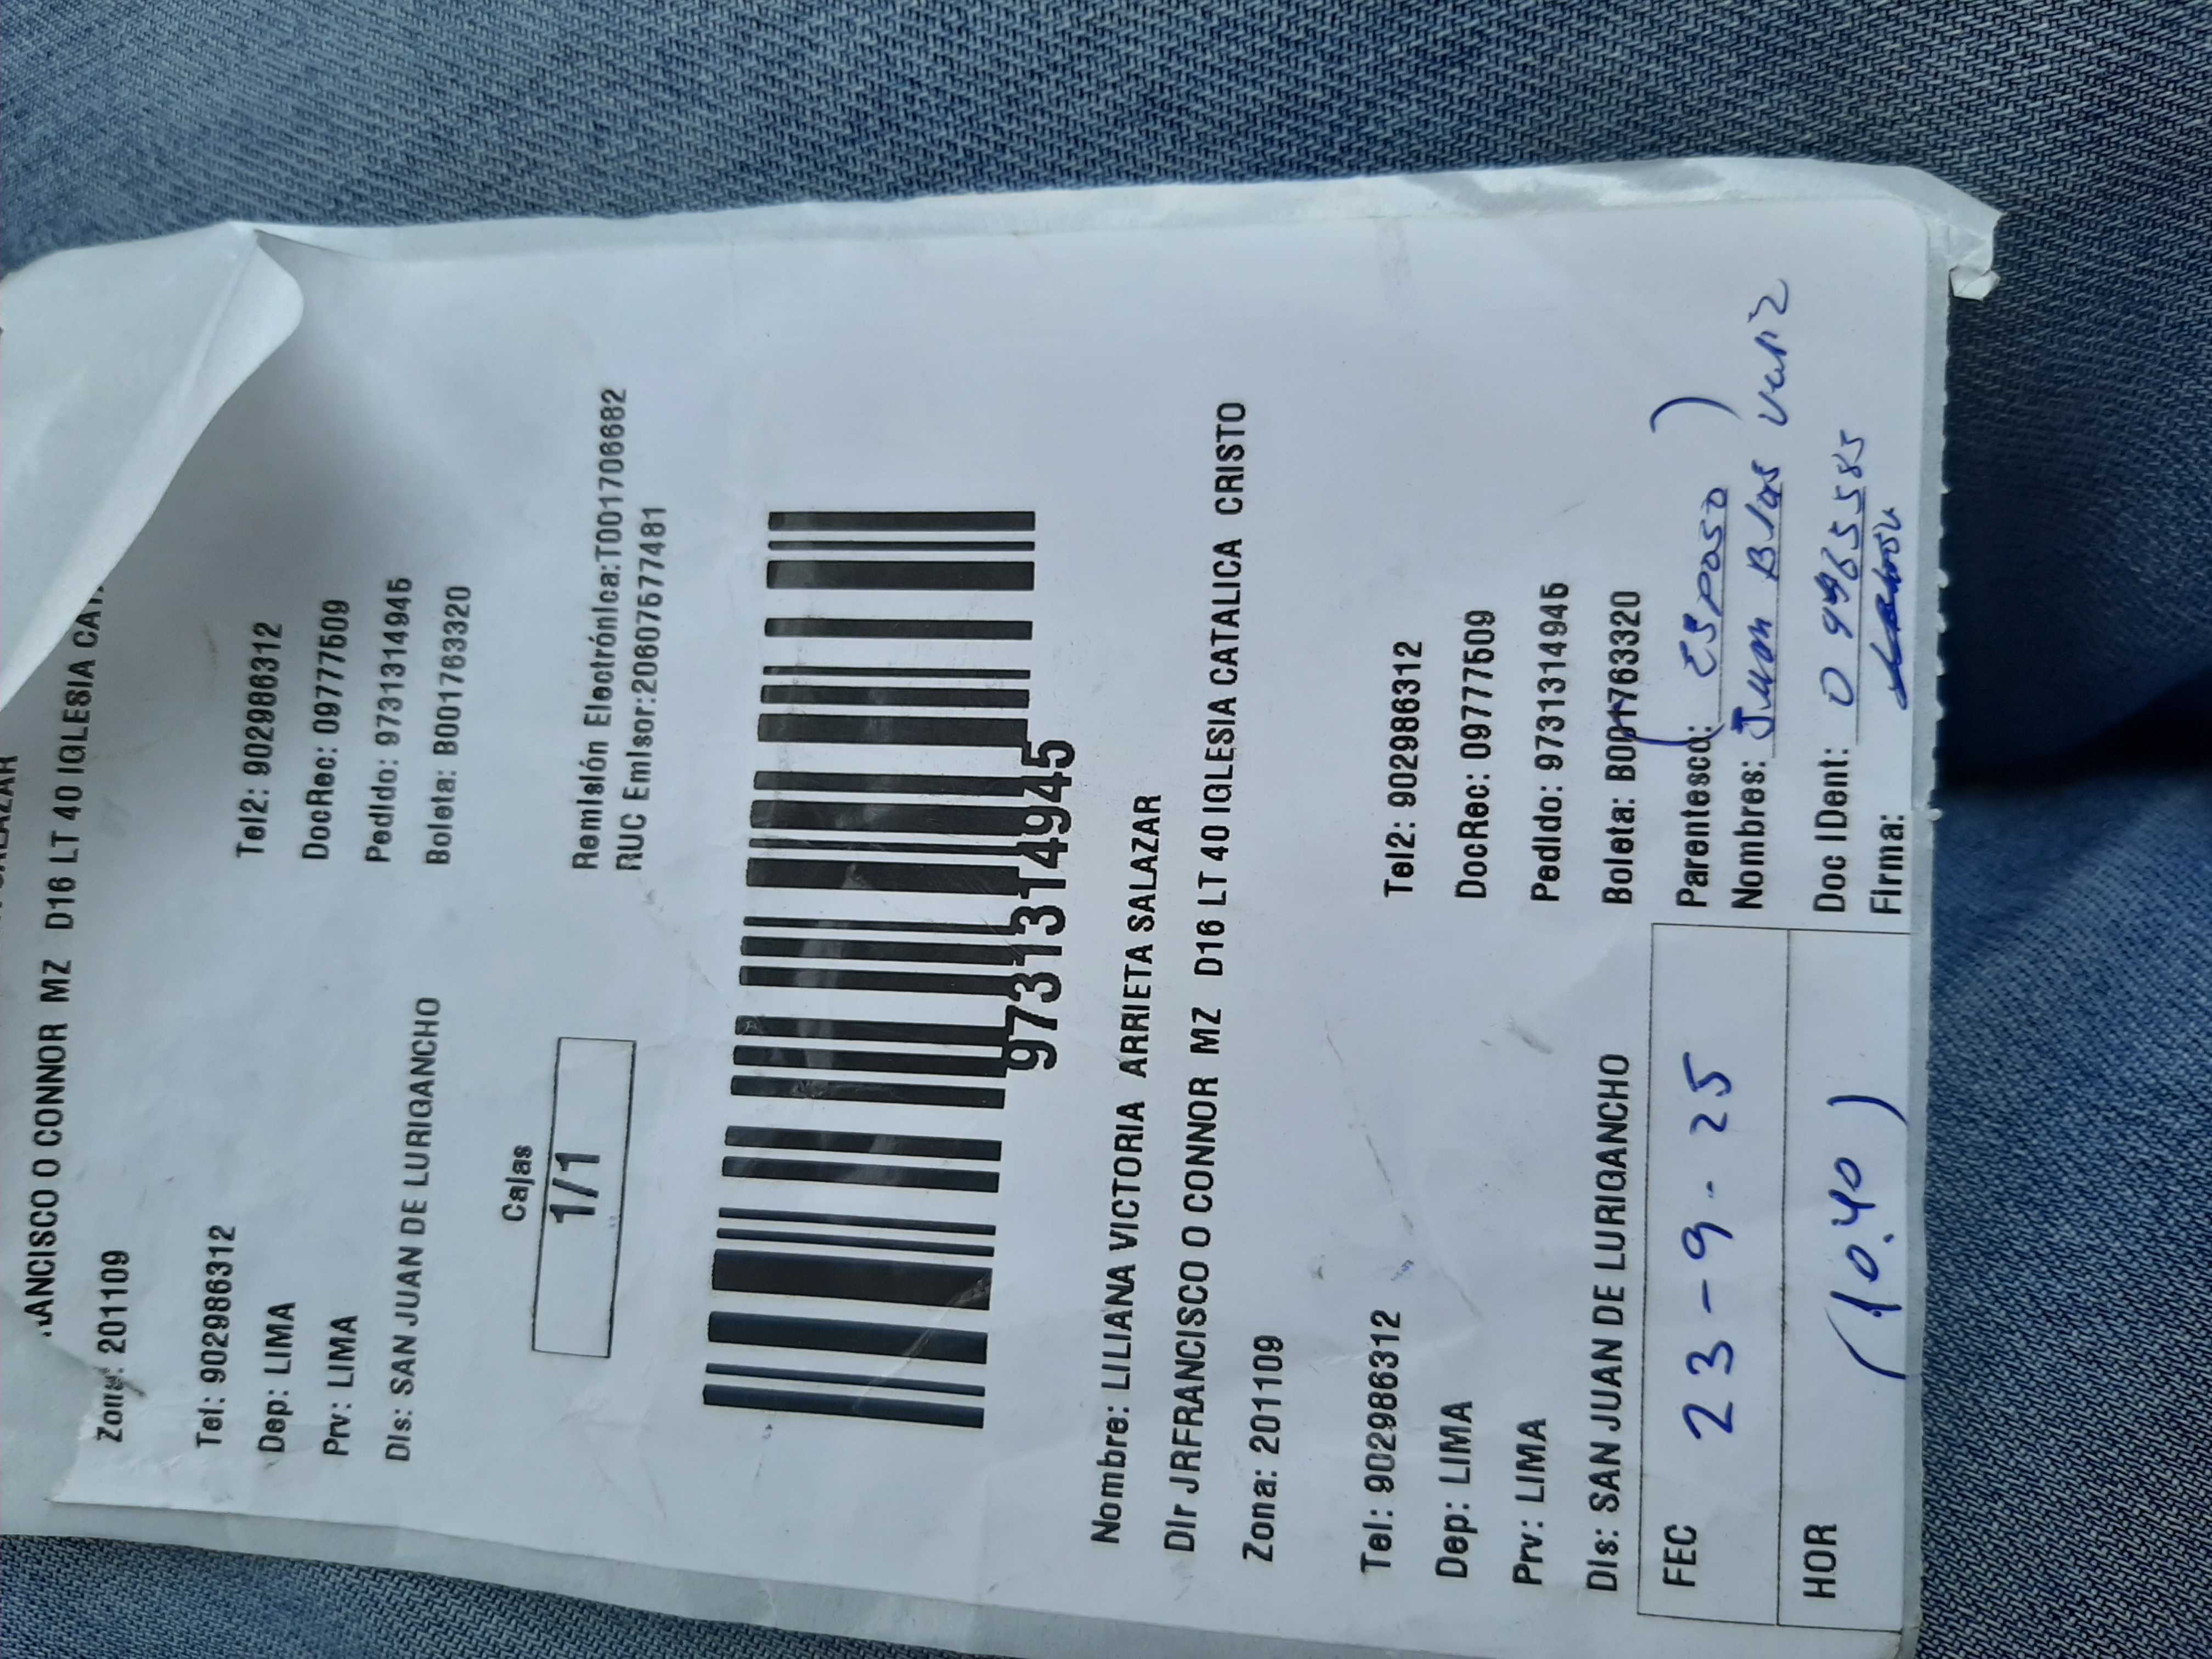 RANCISCO O CONNOR MZ D16 LT 40 IGLESIA
Zona: 201109
Tel: 902986312 Tel2: 902986312
Dep: LIMA DocRec: 09777509
Prv: LIMA Pedido: 9731314945
Dis: SAN JUAN DE LURIGANCHO Boleta: B001763320
Cajas
1/1
Remisión Electrónica:T001706682
RUC Emisor:20607577481
9731314945
Nombre: LILIANA VICTORIA ARRIETA SALAZAR
Dir JRFRANCISCO O CONNOR MZ D16 LT 40 IGLESIA CATALICA CRISTO
Zona: 201109
Tel: 902986312 Tel2: 902986312
Dep: LIMA DocRec: 09777509
Prv: LIMA Pedido: 9731314945
Dis: SAN JUAN DE LURIGANCHO Boleta: B001763320
FEC 23-9-25 Parentesco: (Esposo)
Nombres: Juan Blas
HOR (10.40) Doc IDent:
Firma: